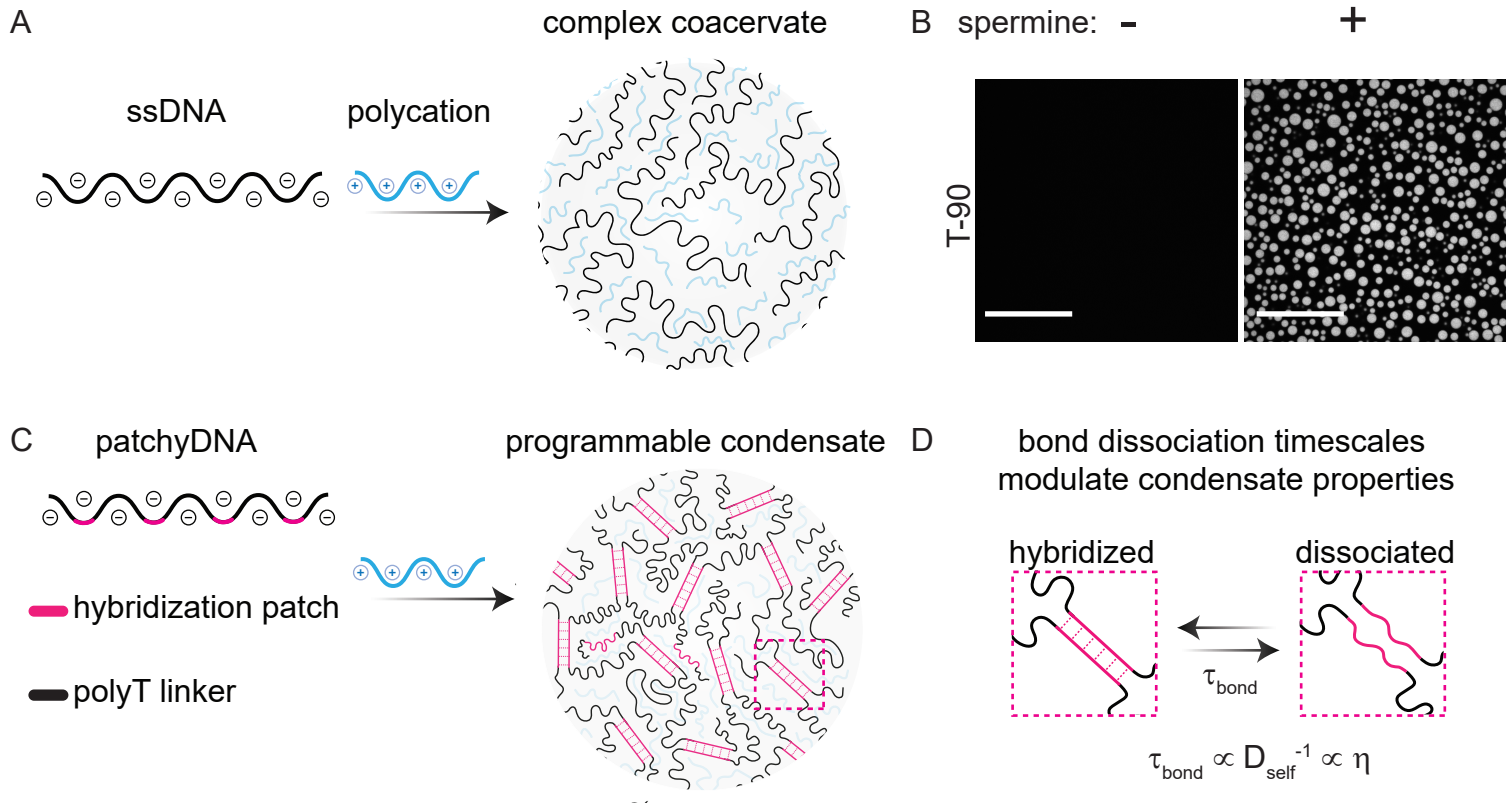 A
complex coacervate
ssDNA
polycation
B spermine: - +
T-90
C
patchyDNA
programmable condensate
hybridization patch
polyT linker
D
bond dissociation timescales
modulate condensate properties
hybridized
dissociated
τbond
τbond ∝ Dself-1 ∝ η